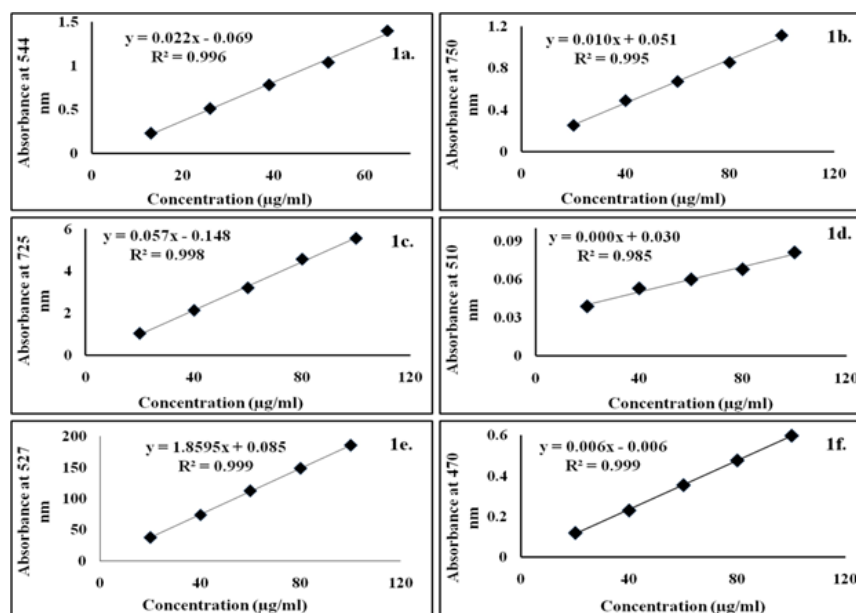 Absorbance at 544
nm
1.5
1
0.5
0
y = 0.022x - 0.069
R² = 0.996
1a.
0
20
40
60
Concentration (µg/ml)
Absorbance at 750
nm
1.2
0.8
0.4
0
y = 0.010x + 0.051
R² = 0.995
1b.
0
40
80
120
Concentration (µg/ml)
Absorbance at 725
nm
6
4
2
0
y = 0.057x - 0.148
R² = 0.998
1c.
0
40
80
120
Concentration (µg/ml)
Absorbance at 510
nm
0.09
0.06
0.03
0
y = 0.000x + 0.030
R² = 0.985
1d.
0
40
80
120
Concentration (µg/ml)
Absorbance at 527
nm
200
150
100
50
0
y = 1.8595x + 0.085
R² = 0.999
1e.
0
40
80
120
Concentration (µg/ml)
Absorbance at 470
nm
0.6
0.4
0.2
0
y = 0.006x - 0.006
R² = 0.999
1f.
0
40
80
120
Concentration (µg/ml)